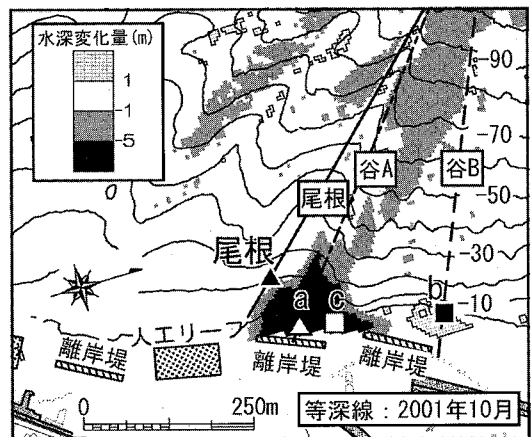 水深変化量(m)
1
-1
-5
-90
-70
谷A
谷B
尾根
-50
尾根
-30
a
c
b
-10
人工リーフ
離岸堤
離岸堤
離岸堤
0
250m
等深線:2001年10月